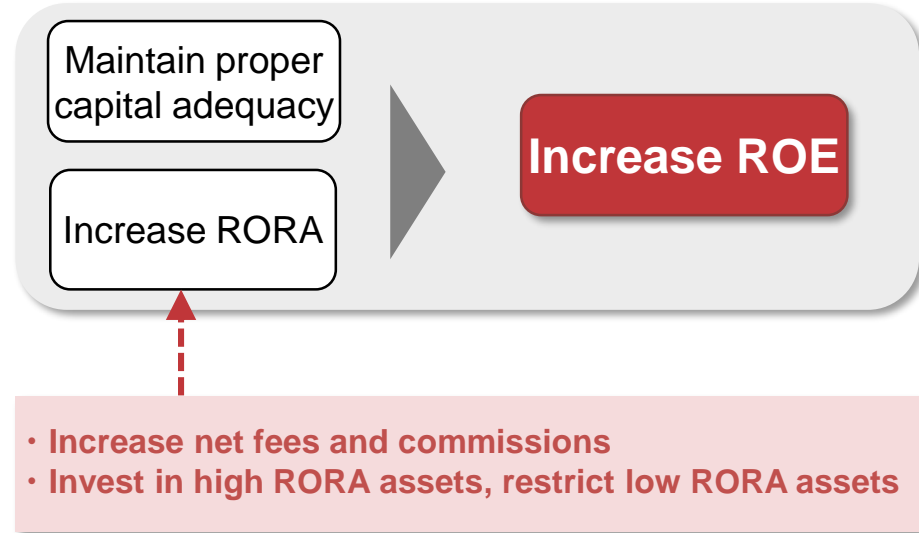 Maintain proper
capital adequacy
Increase RORA
Increase ROE
・Increase net fees and commissions
・Invest in high RORA assets, restrict low RORA assets